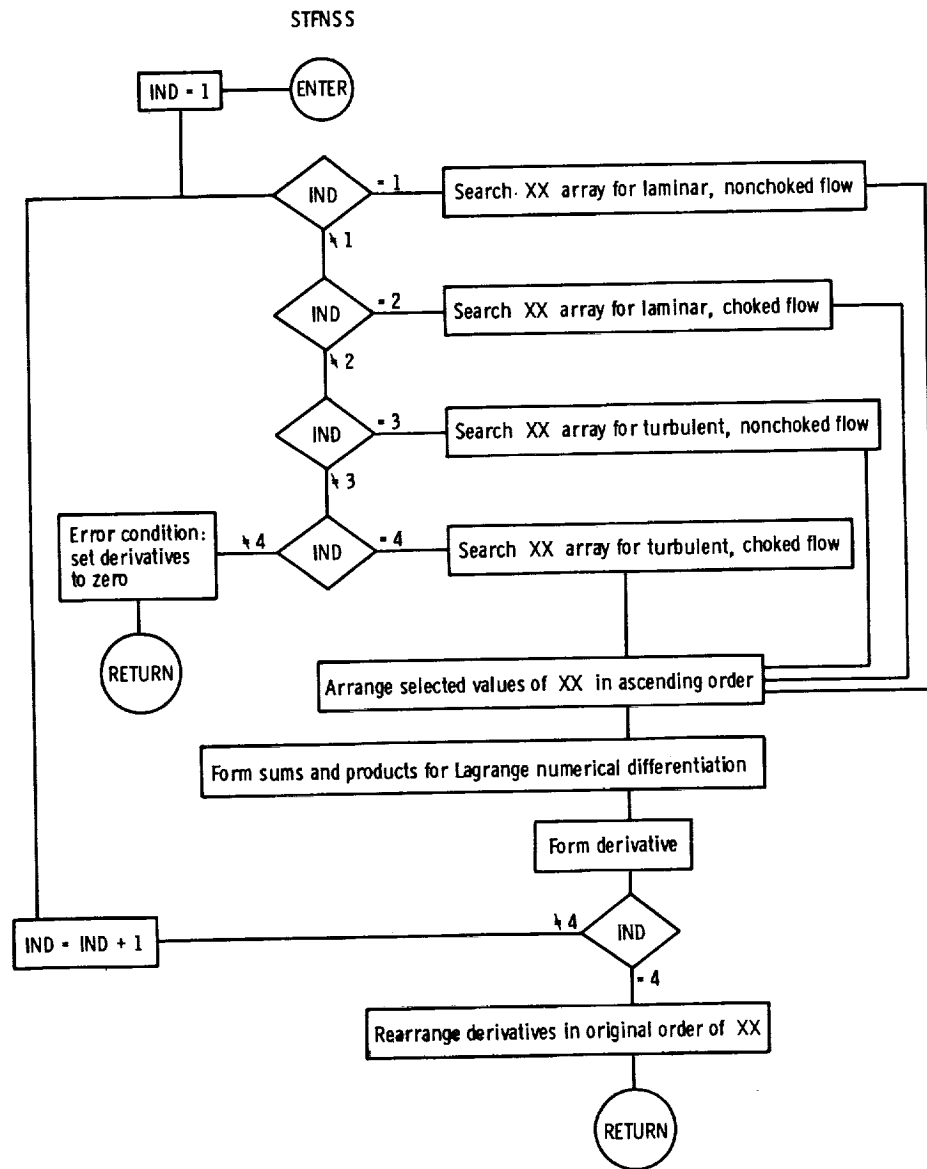 STFNSS
IND = 1
ENTER
IND
= 1
Search XX array for laminar, nonchoked flow
≠ 1
IND
= 2
Search XX array for laminar, choked flow
≠ 2
IND
= 3
Search XX array for turbulent, nonchoked flow
≠ 3
Error condition:
set derivatives
to zero
≠ 4
IND
= 4
Search XX array for turbulent, choked flow
RETURN
Arrange selected values of XX in ascending order
Form sums and products for Lagrange numerical differentiation
Form derivative
IND = IND + 1
≠ 4
IND
= 4
Rearrange derivatives in original order of XX
RETURN